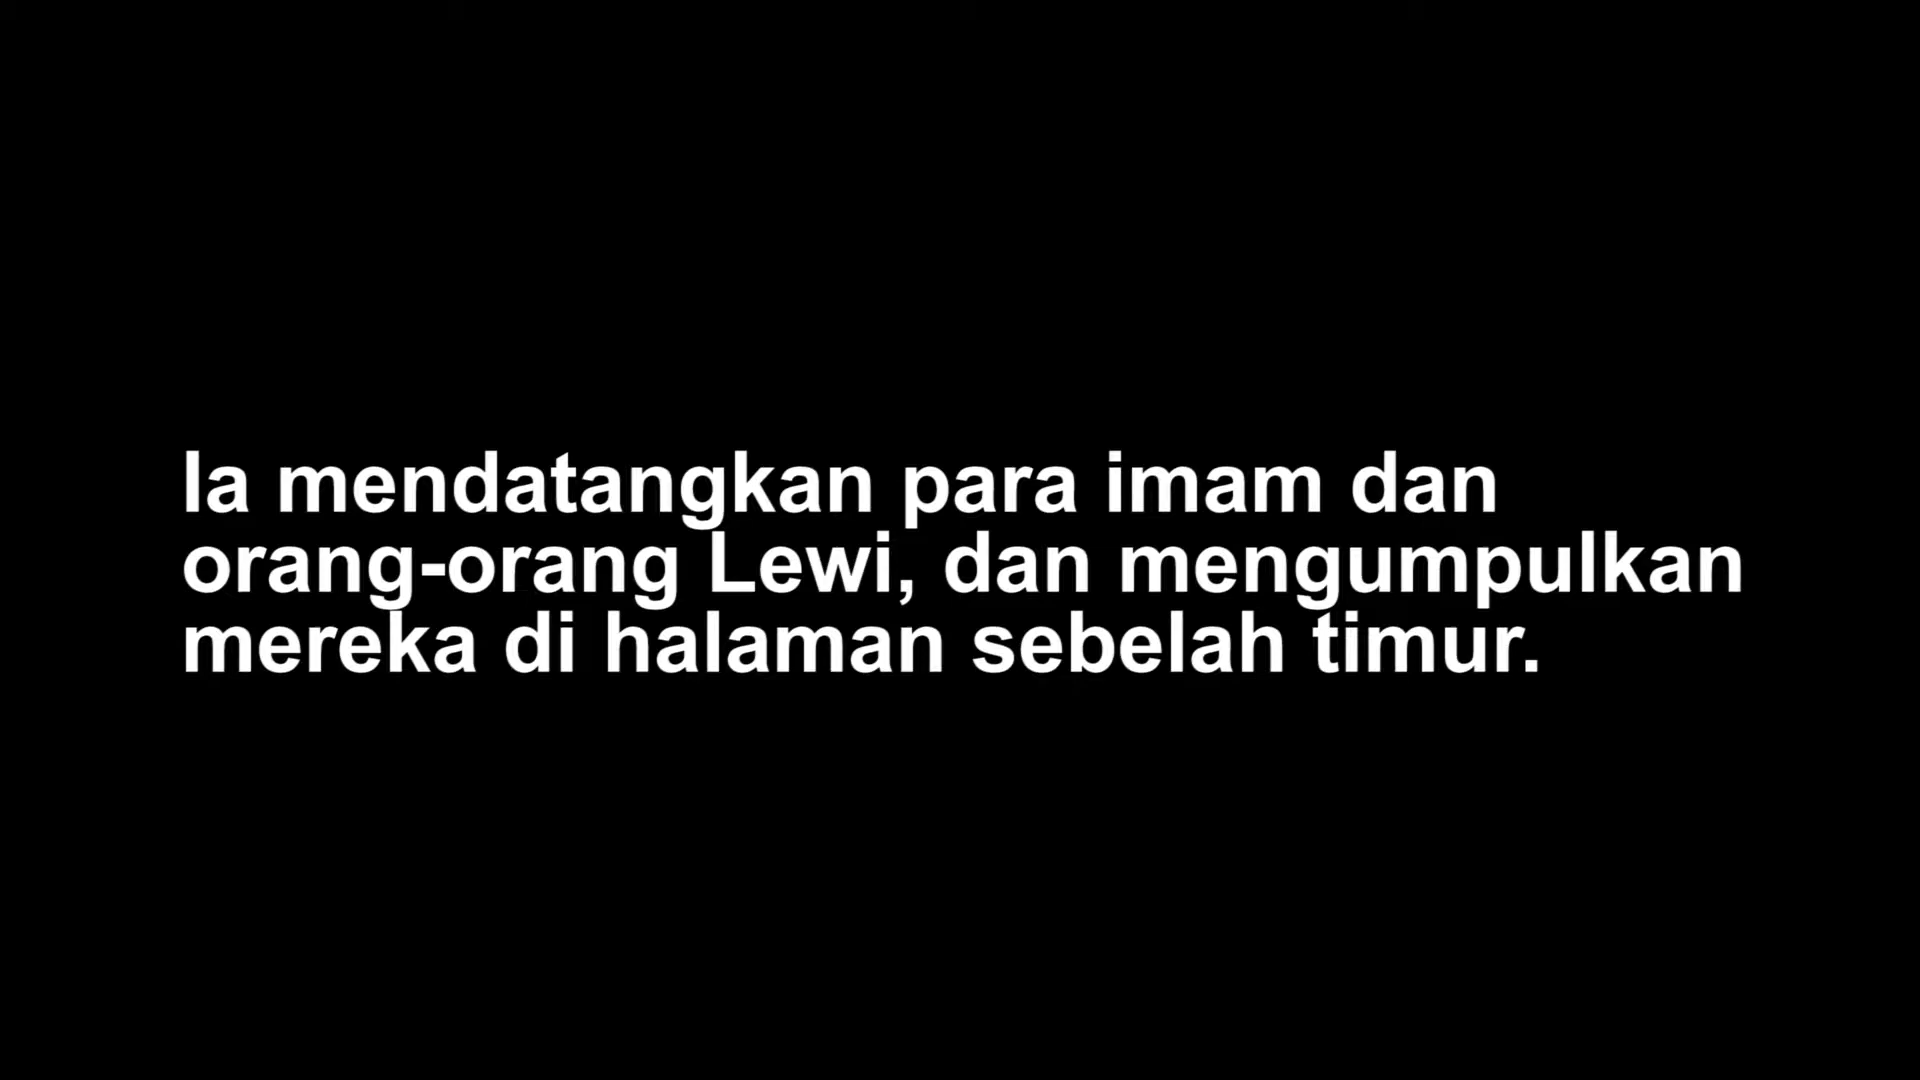 Ia mendatangkan para imam dan
orang-orang Lewi, dan mengumpulkan
mereka di halaman sebelah timur.